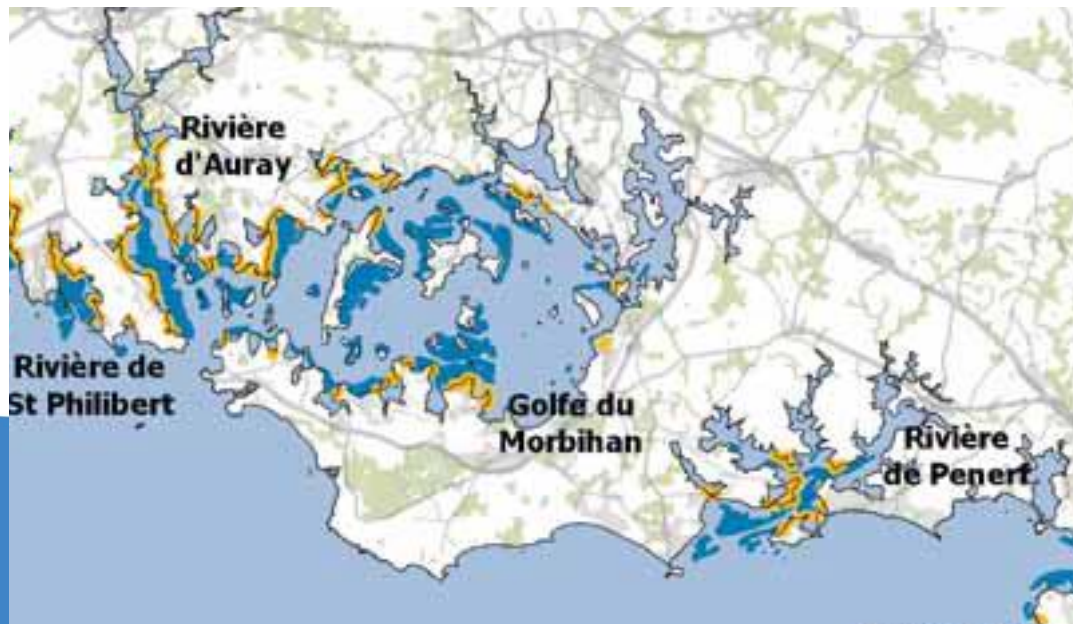 Rivière
d'Auray
Rivière de
St Philibert
Golfe du
Morbihan
Rivière
de Penerf